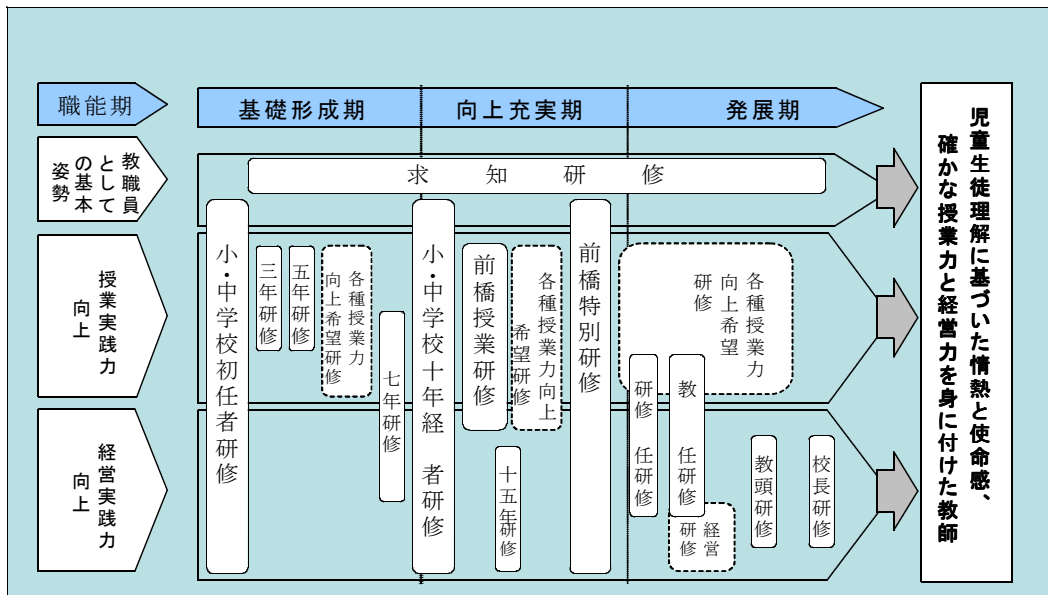 職能期
基礎形成期
向上充実期
発展期
教職員
として
の基本
姿勢
求知研修
授業実践力
向上
経営実践力
向上
小・中学校初任者研修
三年研修
五年研修
各種授業力
向上希望研修
七年研修
小・中学校十年経 者研修
前橋授業研修
各種授業力向上
希望研修
十五年研修
前橋特別研修
各種授業力
向上希望
研修
研修 任研修
教 任研修
経営
研修
教頭研修
校長研修
児童生徒理解に基づいた情熱と使命感、
確かな授業力と経営力を身に付けた教師